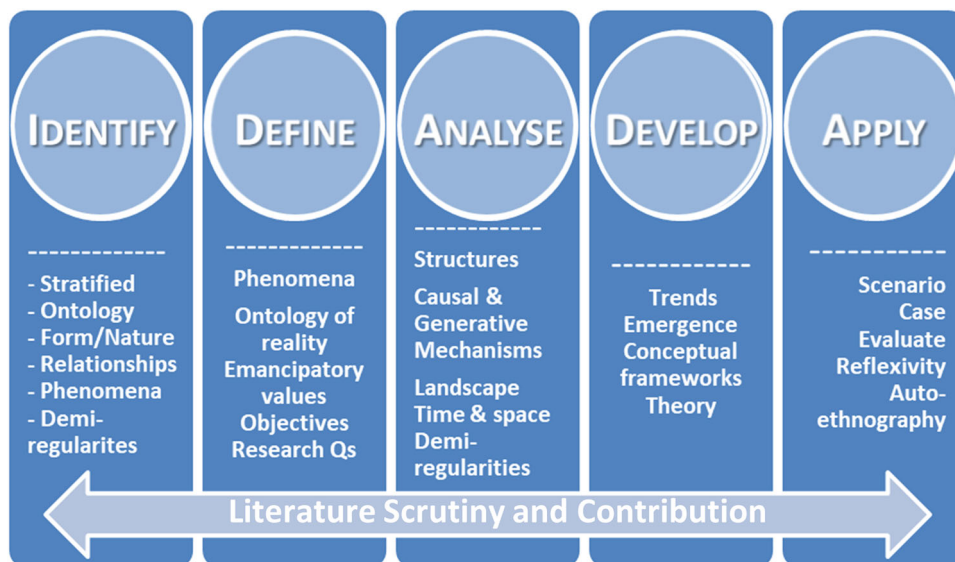 IDENTIFY
-------------
- Stratified
- Ontology
- Form/Nature
- Relationships
- Phenomena
- Demi-
regularites
DEFINE
-------------
Phenomena
Ontology of
reality
Emancipatory
values
Objectives
Research Qs
ANALYSE
------------
Structures
Causal &
Generative
Mechanisms
Landscape
Time & space
Demi-
regularities
DEVELOP
------------
Trends
Emergence
Conceptual
frameworks
Theory
APPLY
------------
Scenario
Case
Evaluate
Reflexivity
Auto-
ethnography
Literature Scrutiny and Contribution